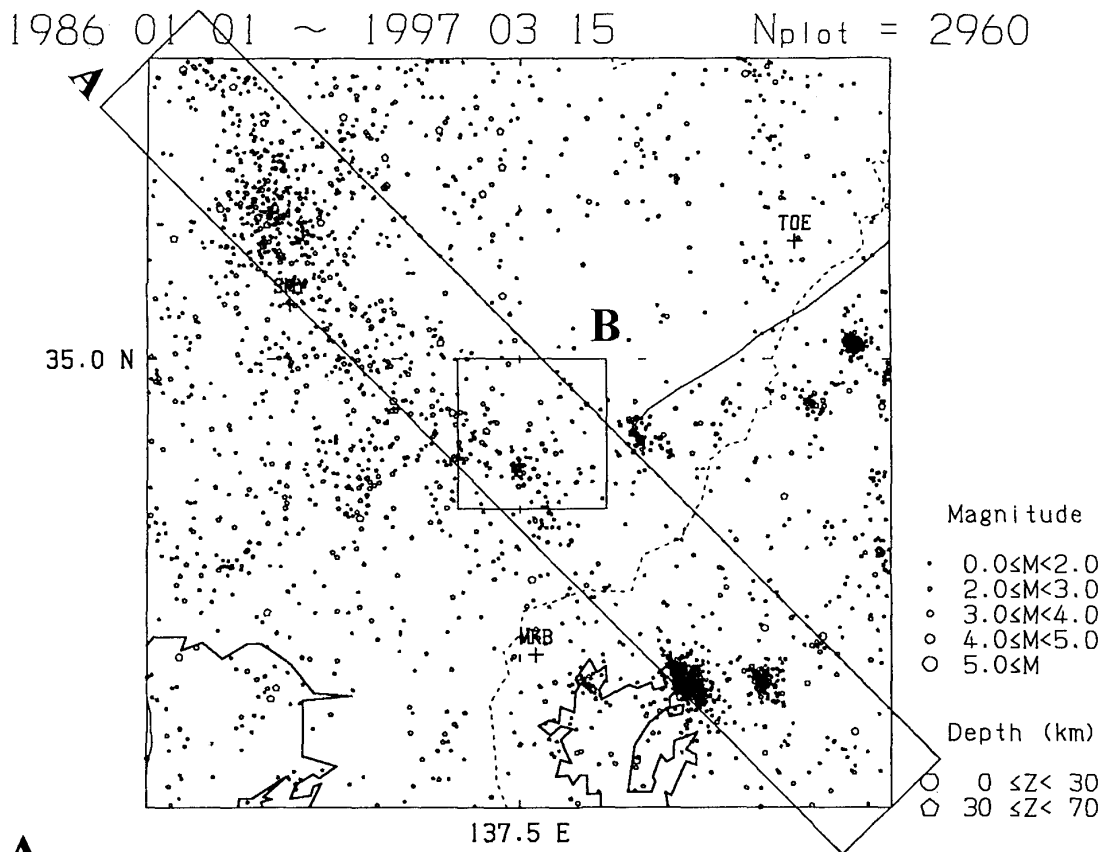 1986 01 01 ~ 1997 03 15 Nplot = 2960
A
TOE
SMY
B
35.0 N
Magnitude
0.0≤M<2.0
2.0≤M<3.0
3.0≤M<4.0
4.0≤M<5.0
5.0≤M
MKB
Depth (km)
0 ≤Z< 30
30 ≤Z< 70
137.5 E
A